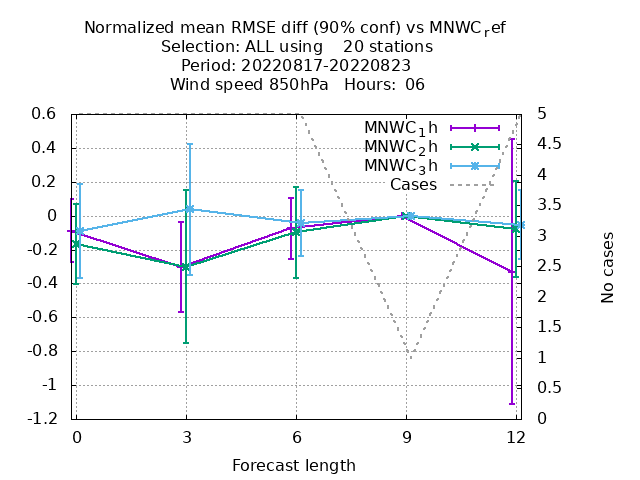 Normalized mean RMSE diff (90% conf) vs MNWC_ref
Selection: ALL using    20 stations
Period: 20220817-20220823
Wind speed 850hPa   Hours:  06
MNWC_1h
MNWC_2h
MNWC_3h
Cases
0.6
0.4
0.2
0
-0.2
-0.4
-0.6
-0.8
-1
-1.2
5
4.5
4
3.5
3
2.5
2
1.5
1
0.5
0
No cases
0 3 6 9 12
Forecast length